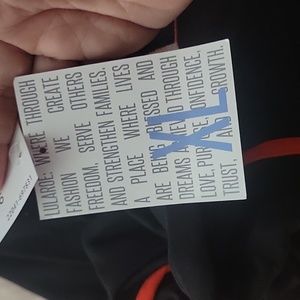 LULAROE: WHERE THROUGH
FASHION WE CREATE
FREEDOM, SERVE OTHERS
AND STRENGTHEN FAMILIES.
A PLACE WHERE LIVES
ARE BEING BLESSED AND
DREAMS ACHIEVED THROUGH
LOVE, PURPOSE, CONFIDENCE,
TRUST, AND GROWTH.
XL